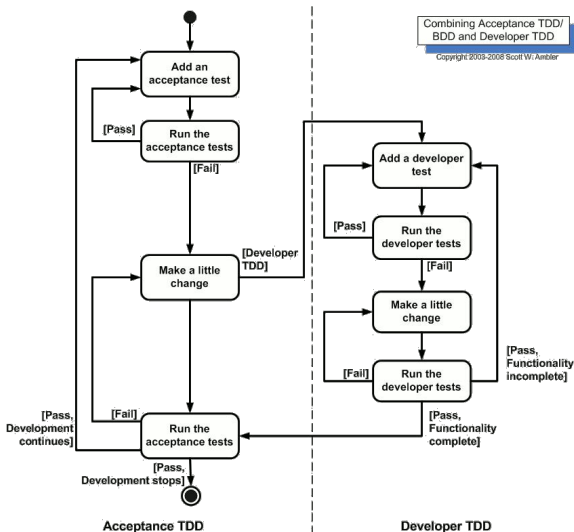 Combining Acceptance TDD/
BDD and Developer TDD
Copyright 2003-2008 Scott W. Ambler
Add an
acceptance test
[Pass]
Run the
acceptance tests
[Fail]
Make a little
change
[Developer
TDD]
[Fail]
Run the
acceptance tests
[Pass,
Development
continues]
[Pass,
Development stops]
Acceptance TDD
Add a developer
test
[Pass]
Run the
developer tests
[Fail]
Make a little
change
[Fail]
Run the
developer tests
[Pass,
Functionality
incomplete]
[Pass,
Functionality
complete]
Developer TDD